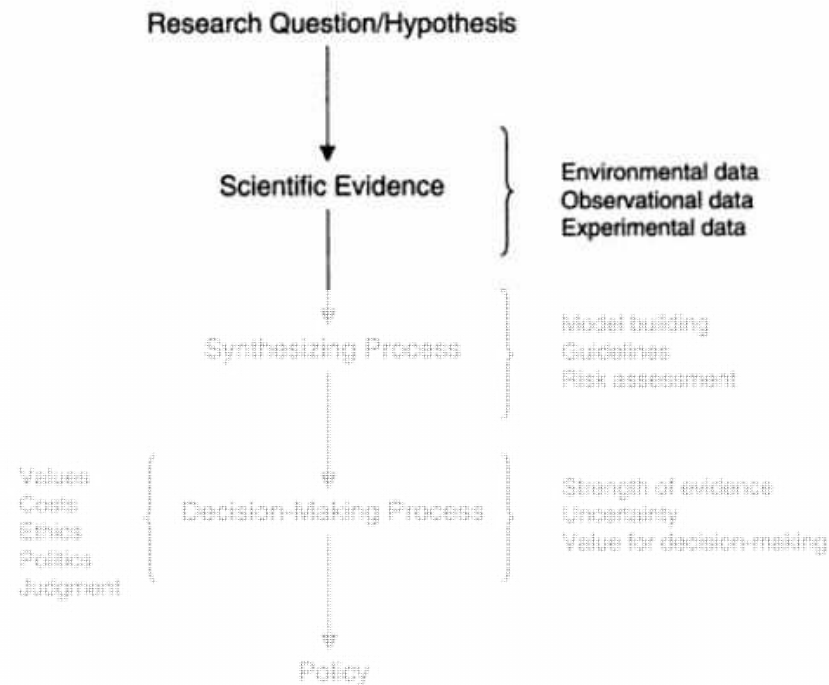 Research Question/Hypothesis
Scientific Evidence
Environmental data
Observational data
Experimental data
Synthesizing Process
Model building
Guidelines
Risk assessment
Values
Costs
Ethics
Politics
Judgment
Decision-Making Process
Strength of evidence
Uncertainty
Value for decision-making
Policy